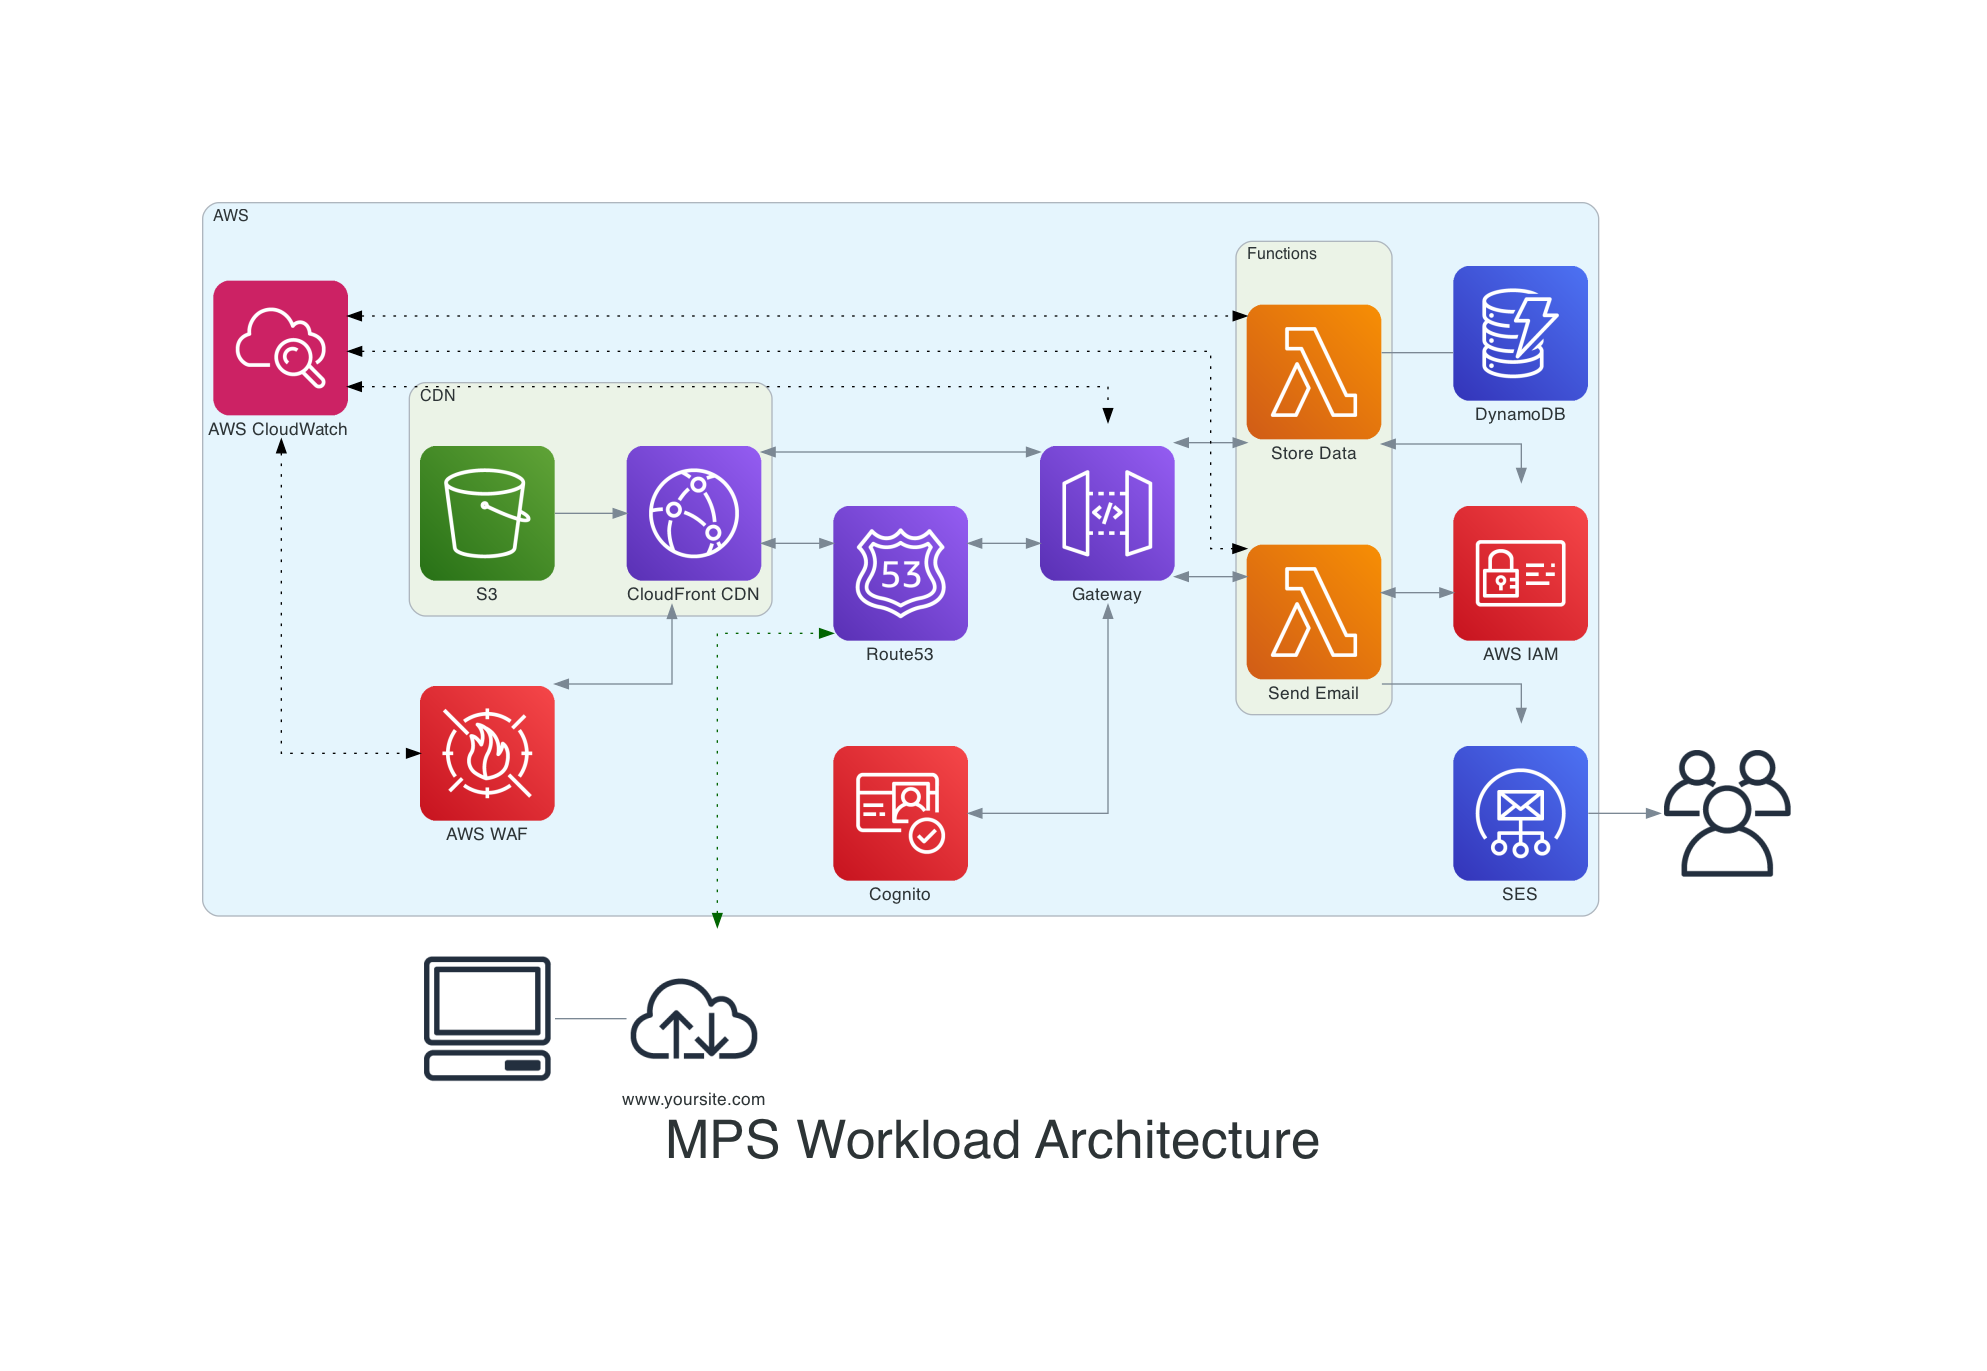 AWS
Functions
AWS CloudWatch
CDN
DynamoDB
Store Data
S3
CloudFront CDN
Gateway
53
Route53
AWS IAM
Send Email
AWS WAF
Cognito
SES
www.yoursite.com
MPS Workload Architecture